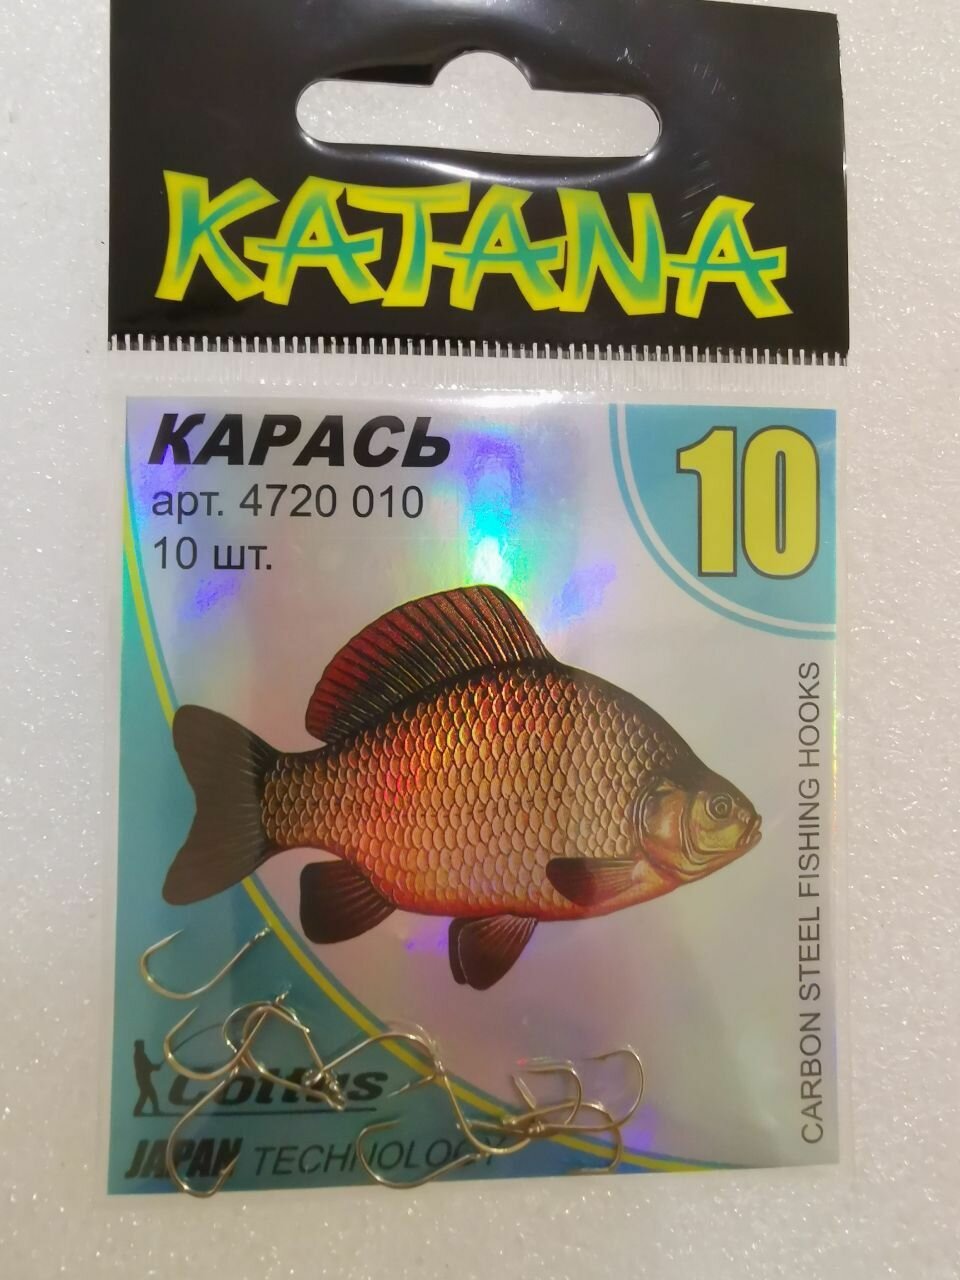 KATANA
КАРАСЬ
арт. 4720 010
10 шт.
10
CARBON STEEL FISHING HOOKS
Cottus
JAPAN TECHNOLOGY